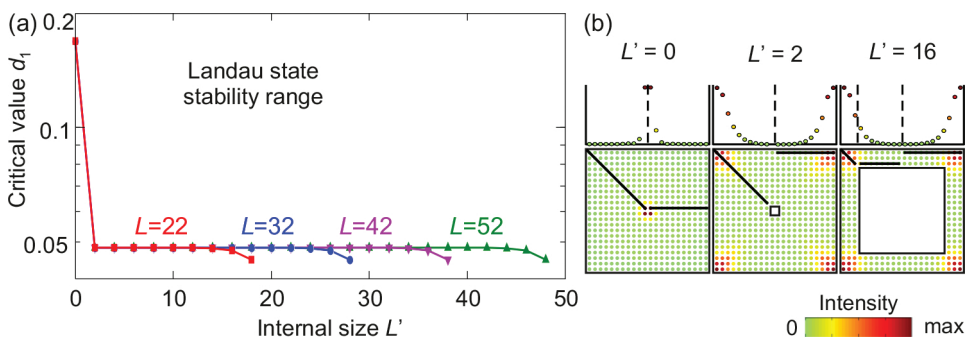 (a)
0.2
0.1
0.05
Critical value d₁
Landau state
stability range
L=22
L=32
L=42
L=52
0
10
20
30
40
50
Internal size L'
(b)
L' = 0
L' = 2
L' = 16
Intensity
0
max